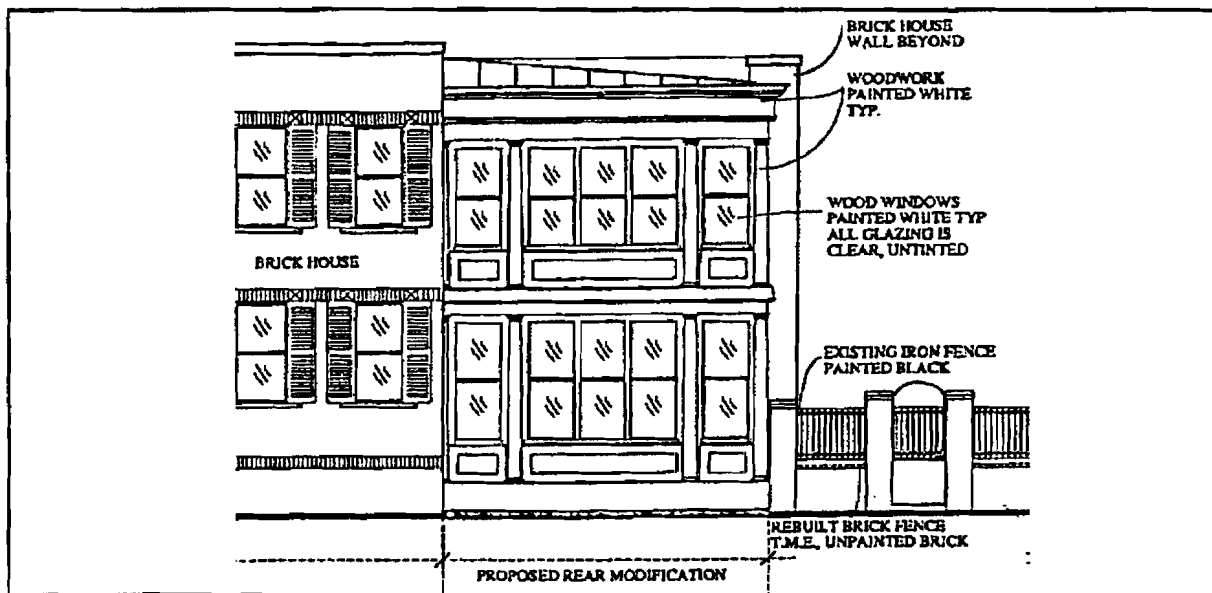 BRICK HOUSE
WALL BEYOND
WOODWORK
PAINTED WHITE
TYP.
WOOD WINDOWS
PAINTED WHITE TYP
ALL GLAZING IS
CLEAR, UNTINTED
BRICK HOUSE
EXISTING IRON FENCE
PAINTED BLACK
REBUILT BRICK FENCE
T.M.E., UNPAINTED BRICK
PROPOSED REAR MODIFICATION